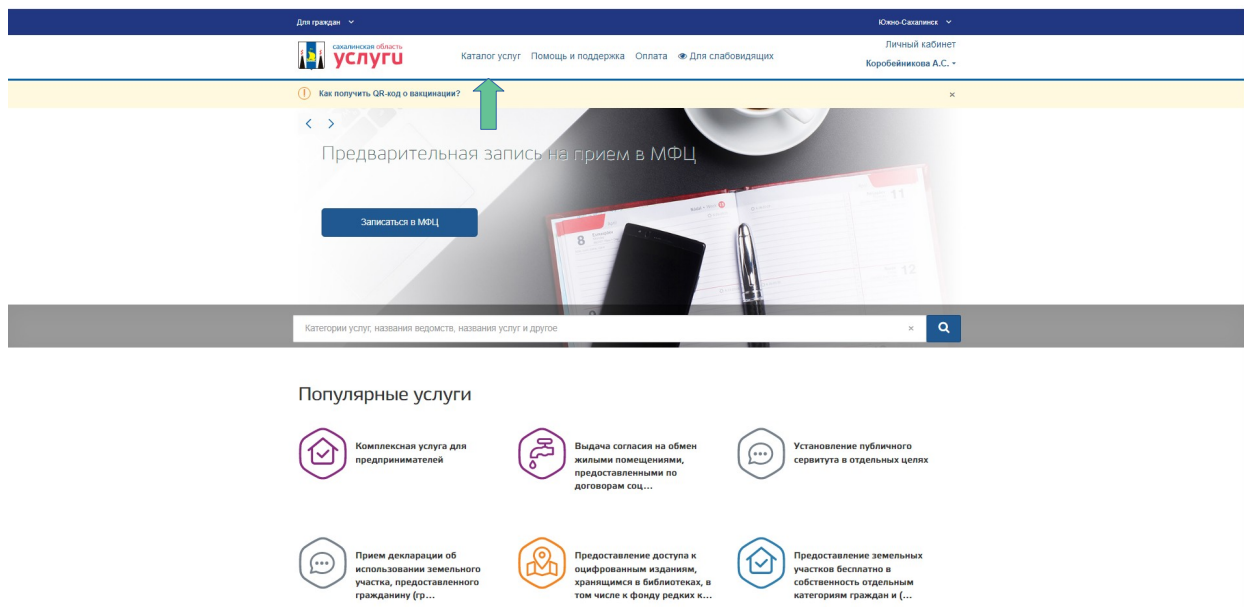 Для граждан
Южно-Сахалинск
сахалинская область
услуги
Каталог услуг Помощь и поддержка Оплата Для слабовидящих
Личный кабинет
Коробейникова А.С.
Как получить QR-код о вакцинации?
Предварительная запись на прием в МФЦ
Записаться в МФЦ
8
11
12
Категории услуг, названия ведомств, названия услуг и другое
Популярные услуги
Комплексная услуга для
предпринимателей
Выдача согласия на обмен
жилыми помещениями,
предоставленными по
договорам соц...
Установление публичного
сервитута в отдельных целях
Прием декларации об
использовании земельного
участка, предоставленного
гражданину (гр...
Предоставление доступа к
оцифрованным изданиям,
хранящимся в библиотеках, в
том числе к фонду редких к...
Предоставление земельных
участков бесплатно в
собственность отдельным
категориям граждан и (...